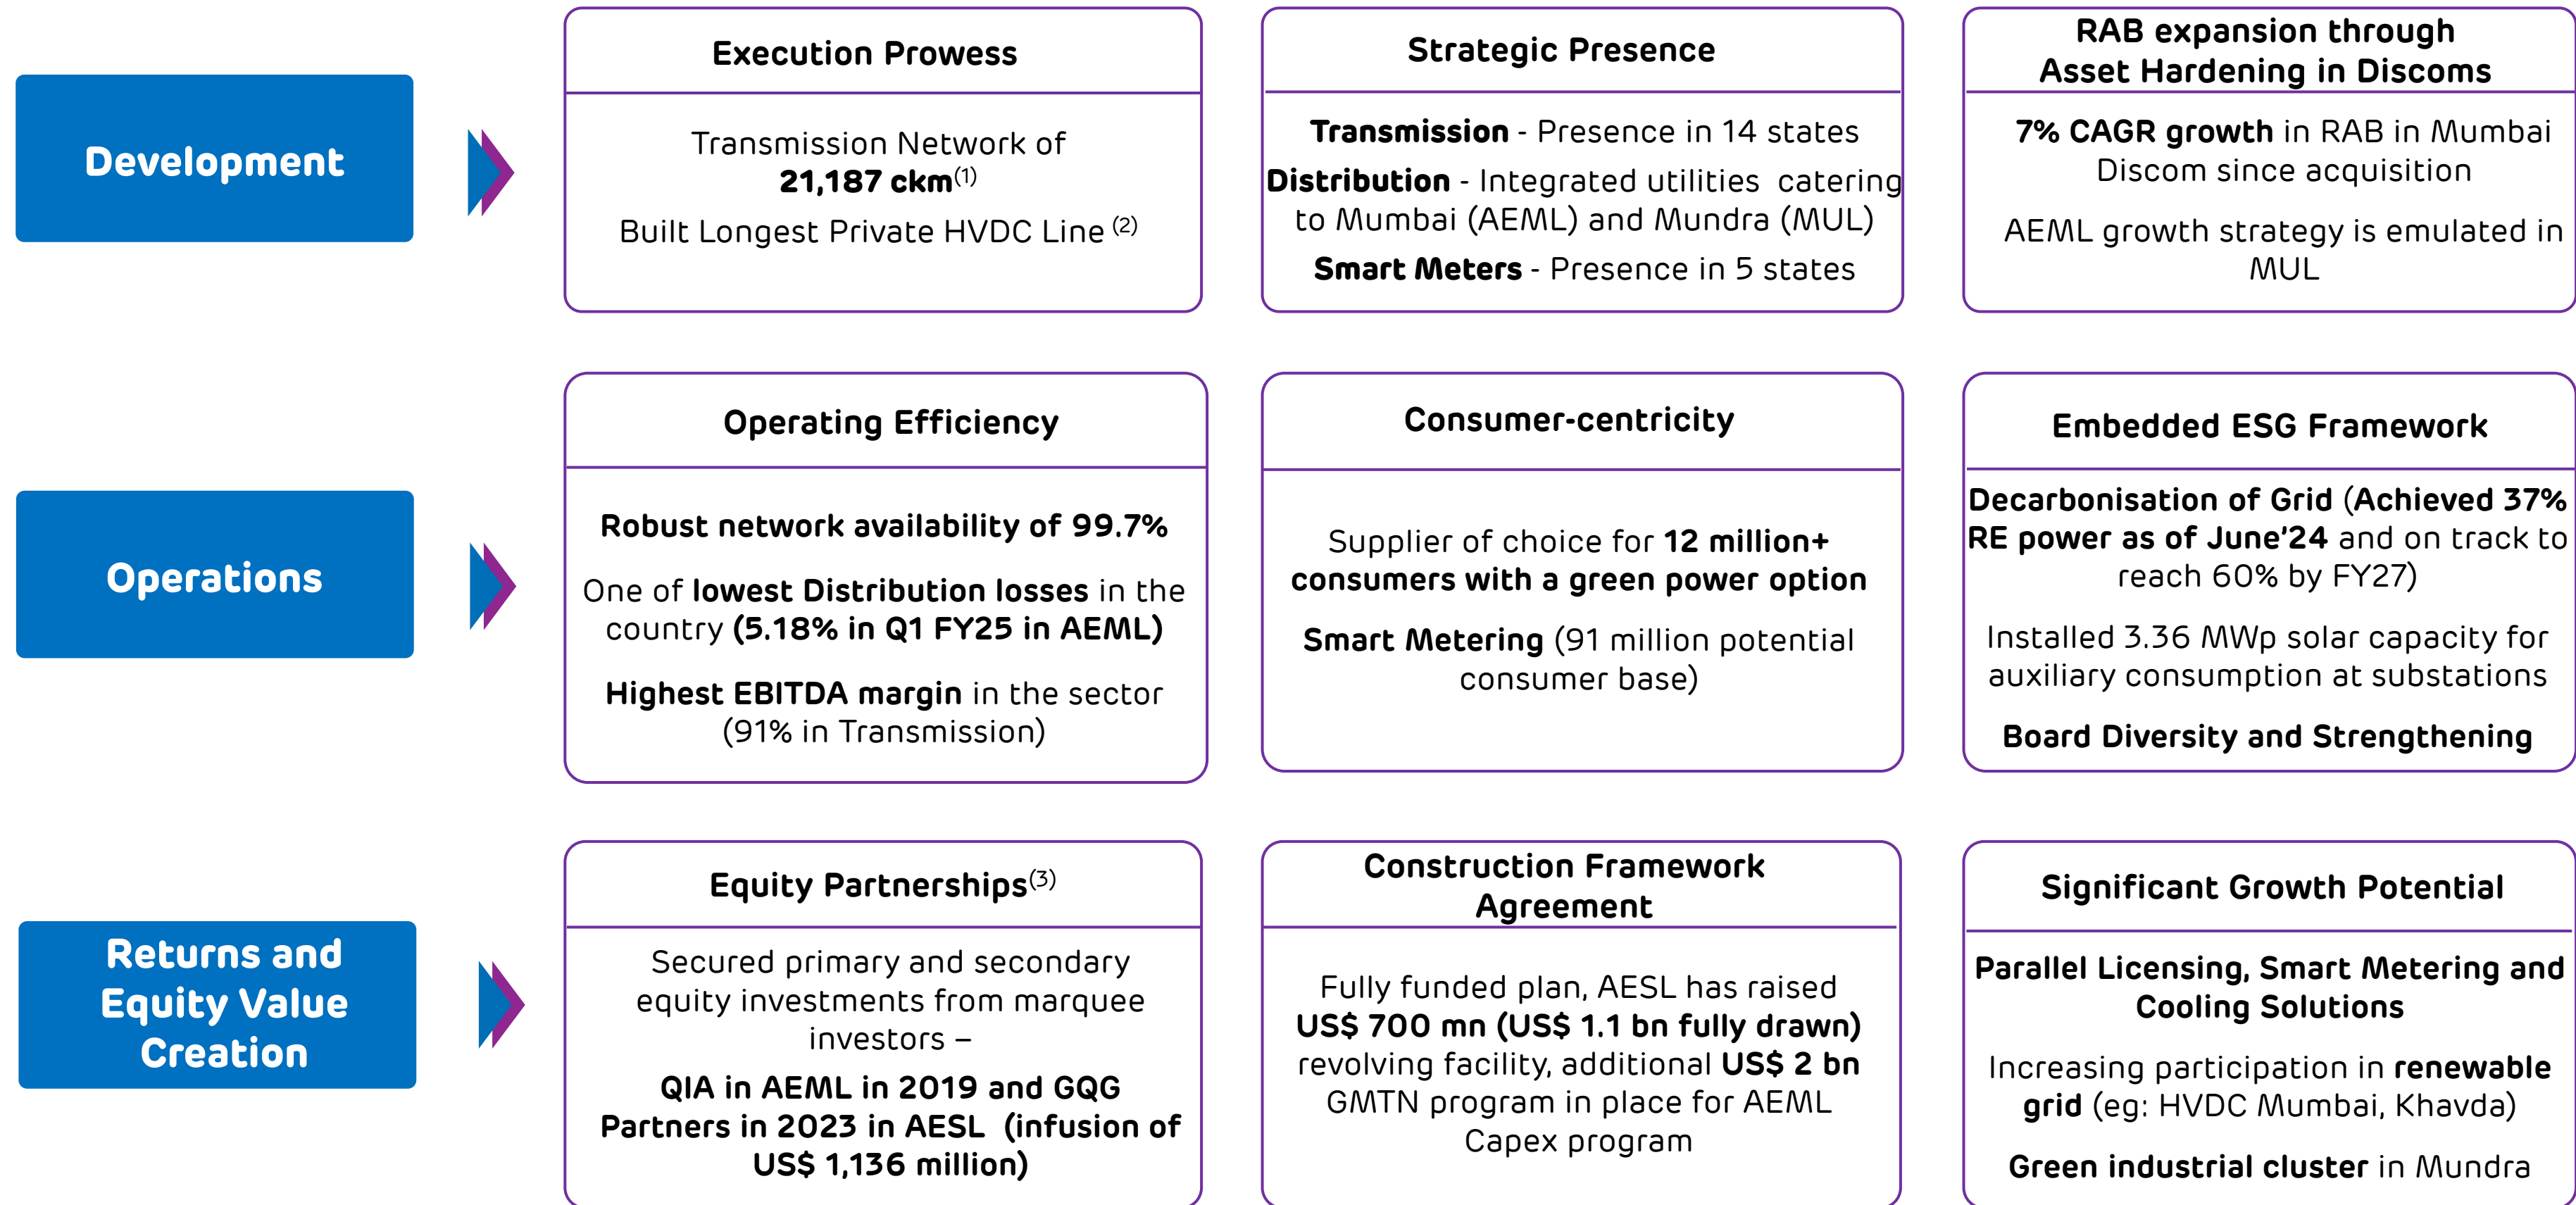 Development
Execution Prowess
Transmission Network of
21,187 ckm(1)
Built Longest Private HVDC Line (2)
Strategic Presence
Transmission - Presence in 14 states
Distribution - Integrated utilities catering
to Mumbai (AEML) and Mundra (MUL)
Smart Meters - Presence in 5 states
RAB expansion through
Asset Hardening in Discoms
7% CAGR growth in RAB in Mumbai
Discom since acquisition
AEML growth strategy is emulated in
MUL
Operations
Operating Efficiency
Robust network availability of 99.7%
One of lowest Distribution losses in the
country (5.18% in Q1 FY25 in AEML)
Highest EBITDA margin in the sector
(91% in Transmission)
Consumer-centricity
Supplier of choice for 12 million+
consumers with a green power option
Smart Metering (91 million potential
consumer base)
Embedded ESG Framework
Decarbonisation of Grid (Achieved 37%
RE power as of June'24 and on track to
reach 60% by FY27)
Installed 3.36 MWp solar capacity for
auxiliary consumption at substations
Board Diversity and Strengthening
Returns and
Equity Value
Creation
Equity Partnerships(3)
Secured primary and secondary
equity investments from marquee
investors –
QIA in AEML in 2019 and GQG
Partners in 2023 in AESL (infusion of
US$ 1,136 million)
Construction Framework
Agreement
Fully funded plan, AESL has raised
US$ 700 mn (US$ 1.1 bn fully drawn)
revolving facility, additional US$ 2 bn
GMTN program in place for AEML
Capex program
Significant Growth Potential
Parallel Licensing, Smart Metering and
Cooling Solutions
Increasing participation in renewable
grid (eg: HVDC Mumbai, Khavda)
Green industrial cluster in Mundra